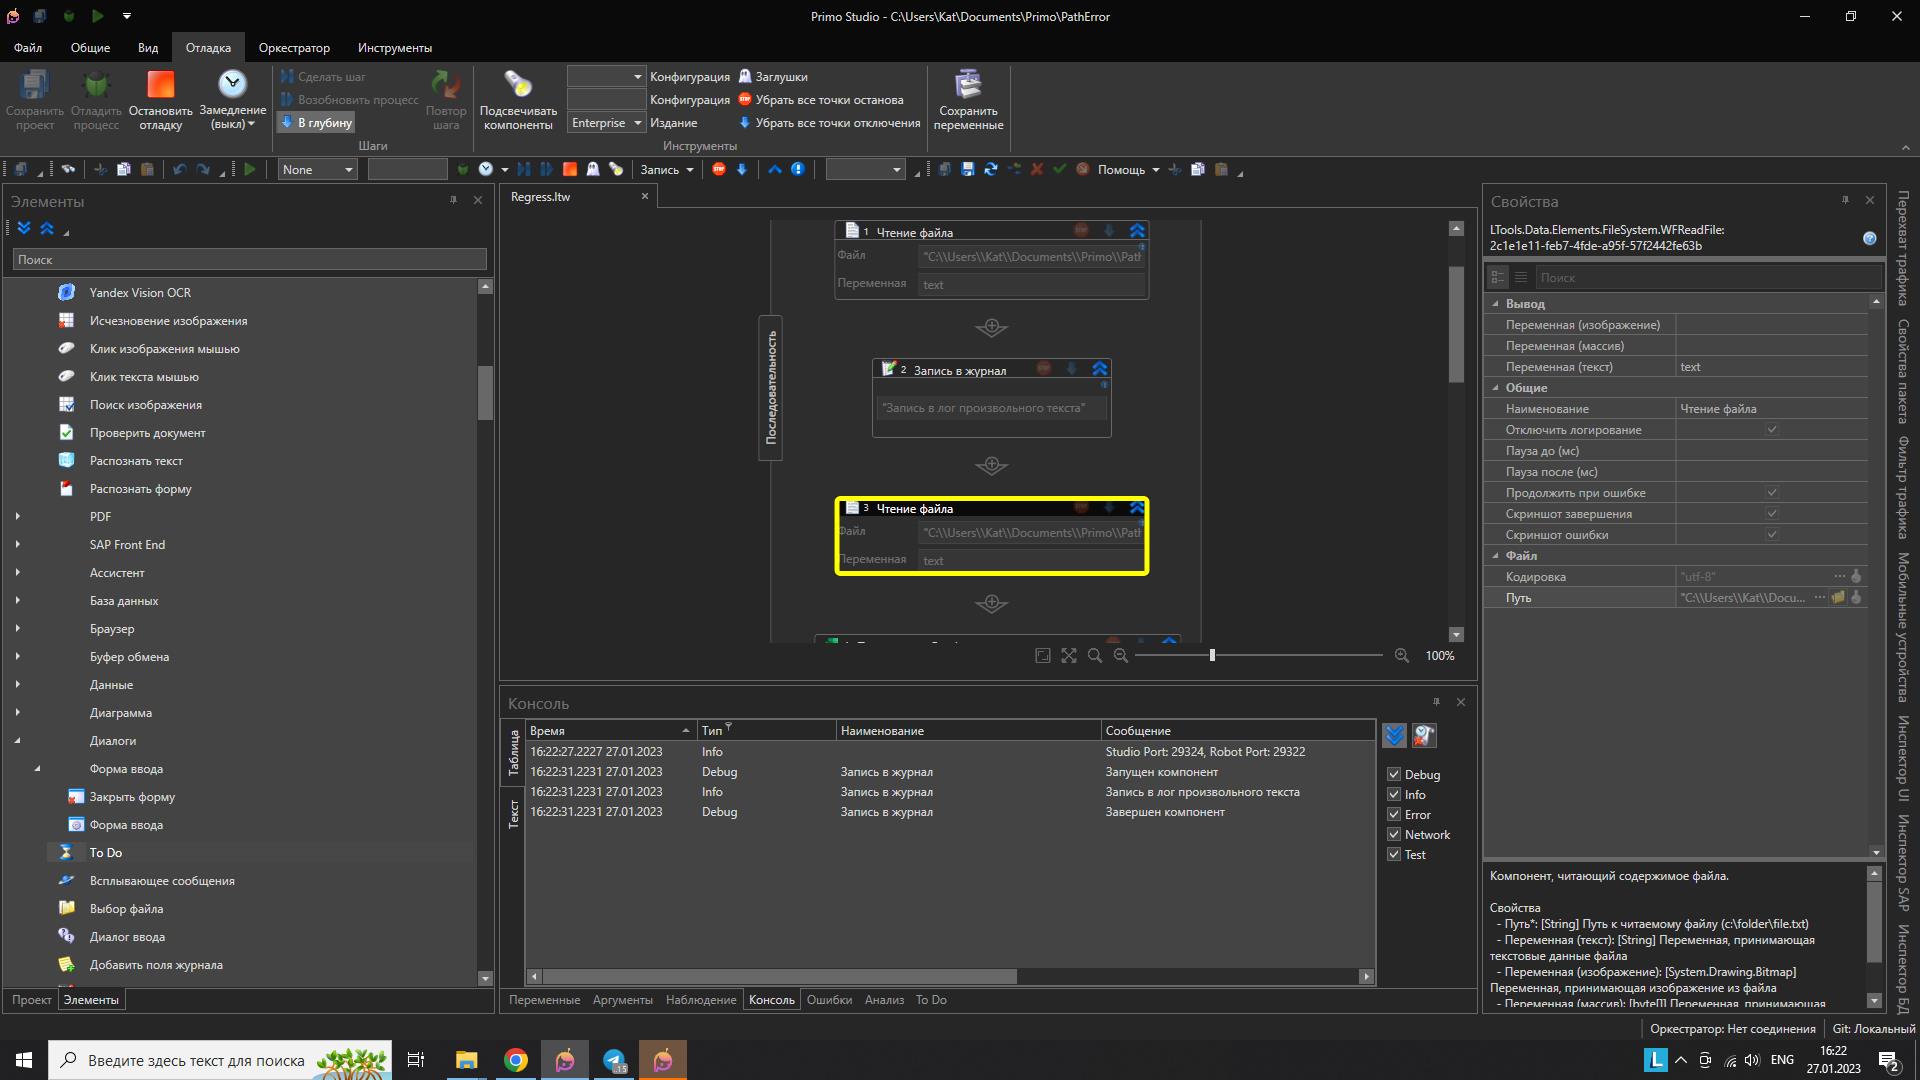 Primo Studio - C:\Users\Kat\Documents\Primo\PathError
Файл
Общие
Вид
Отладка
Оркестратор
Инструменты
Сохранить проект
Отладить процесс
Остановить отладку
Замедление (выкл)
Сделать шаг
Возобновить процесс
В глубину
Повтор шага
Шаги
Подсвечивать компоненты
Конфигурация
Конфигурация
Enterprise
Издание
Заглушки
Убрать все точки останова
Убрать все точки отключения
Инструменты
Сохранить переменные
None
Запись
Помощь
Элементы
Поиск
Yandex Vision OCR
Исчезновение изображения
Клик изображения мышью
Клик текста мышью
Поиск изображения
Проверить документ
Распознать текст
Распознать форму
PDF
SAP Front End
Ассистент
База данных
Браузер
Буфер обмена
Данные
Диаграмма
Диалоги
Форма ввода
Закрыть форму
Форма ввода
To Do
Всплывающее сообщения
Выбор файла
Диалог ввода
Добавить поля журнала
Проект
Элементы
Regress.ltw
Последовательность
1 Чтение файла
Файл "C:\\Users\\Kat\\Documents\\Primo\\Path
Переменная text
2 Запись в журнал
"Запись в лог произвольного текста"
3 Чтение файла
Файл "C:\\Users\\Kat\\Documents\\Primo\\Path
Переменная text
100%
Консоль
Таблица
Текст
Время Тип Наименование Сообщение
16:22:27.2227 27.01.2023 Info Studio Port: 29324, Robot Port: 29322
16:22:31.2231 27.01.2023 Debug Запись в журнал Запущен компонент
16:22:31.2231 27.01.2023 Info Запись в журнал Запись в лог произвольного текста
16:22:31.2231 27.01.2023 Debug Запись в журнал Завершен компонент
Debug
Info
Error
Network
Test
Переменные
Аргументы
Наблюдение
Консоль
Ошибки
Анализ
To Do
Свойства
LTools.Data.Elements.FileSystem.WFReadFile:
2c1e1e11-feb7-4fde-a95f-57f2442fe63b
Поиск
Вывод
Переменная (изображение)
Переменная (массив)
Переменная (текст) text
Общие
Наименование Чтение файла
Отключить логирование
Пауза до (мс)
Пауза после (мс)
Продолжить при ошибке
Скриншот завершения
Скриншот ошибки
Файл
Кодировка "utf-8"
Путь "C:\\Users\\Kat\\Docu...
Компонент, читающий содержимое файла.
Свойства
- Путь*: [String] Путь к читаемому файлу (c:\folder\file.txt)
- Переменная (текст): [String] Переменная, принимающая
текстовые данные файла
- Переменная (изображение): [System.Drawing.Bitmap]
Переменная, принимающая изображение из файла
- Переменная (массив): [byte[]] Переменная, принимающая
Перехват трафика
Свойства пакета
Фильтр трафика
Мобильные устройства
Инспектор UI
Инспектор SAP
Инспектор БД
Оркестратор: Нет соединения
Git: Локальный
Введите здесь текст для поиска
.15
L
ENG
16:22
27.01.2023
2